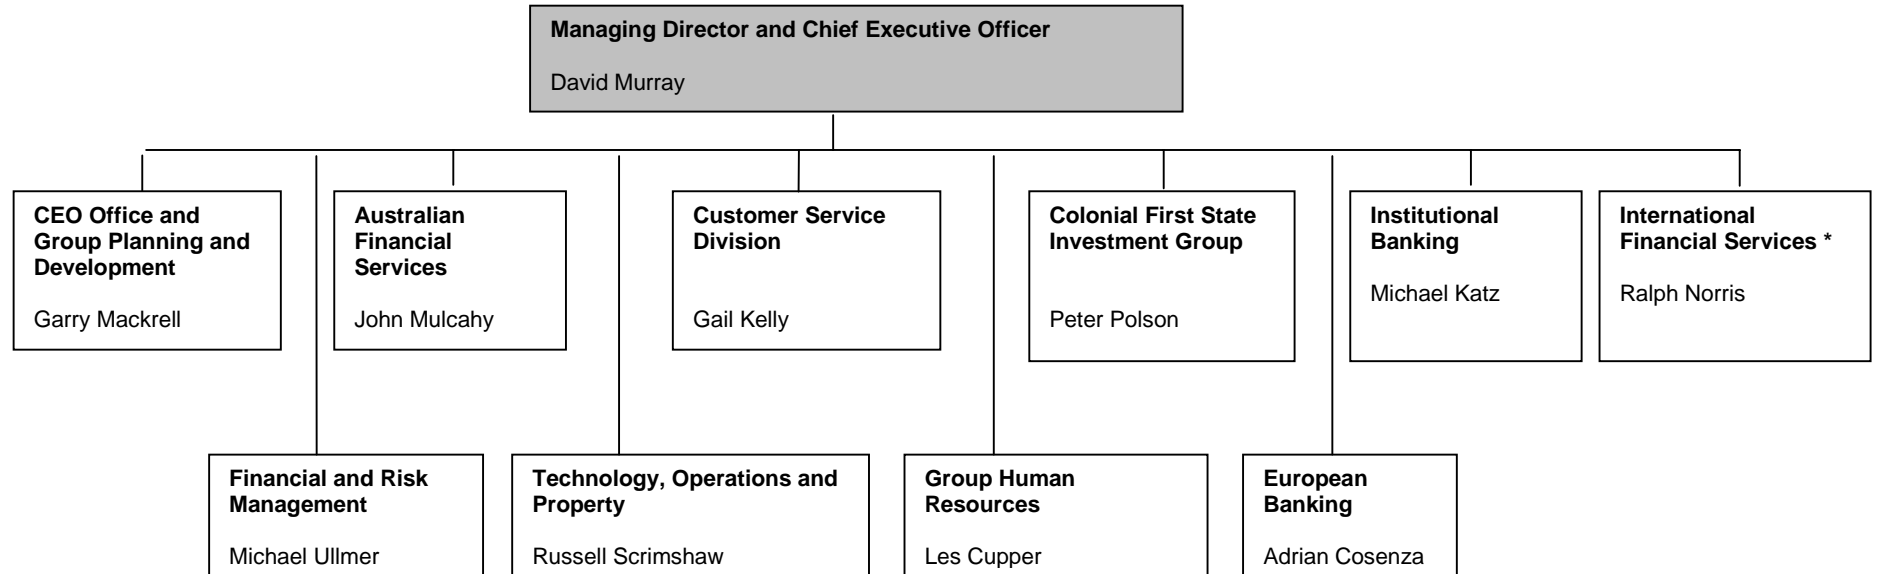 Managing Director and Chief Executive Officer
David Murray
CEO Office and
Group Planning and
Development
Garry Mackrell
Australian
Financial
Services
John Mulcahy
Customer Service
Division
Gail Kelly
Colonial First State
Investment Group
Peter Polson
Institutional
Banking
Michael Katz
International
Financial Services *
Ralph Norris
Financial and Risk
Management
Michael Ullmer
Technology, Operations and
Property
Russell Scrimshaw
Group Human
Resources
Les Cupper
European
Banking
Adrian Cosenza